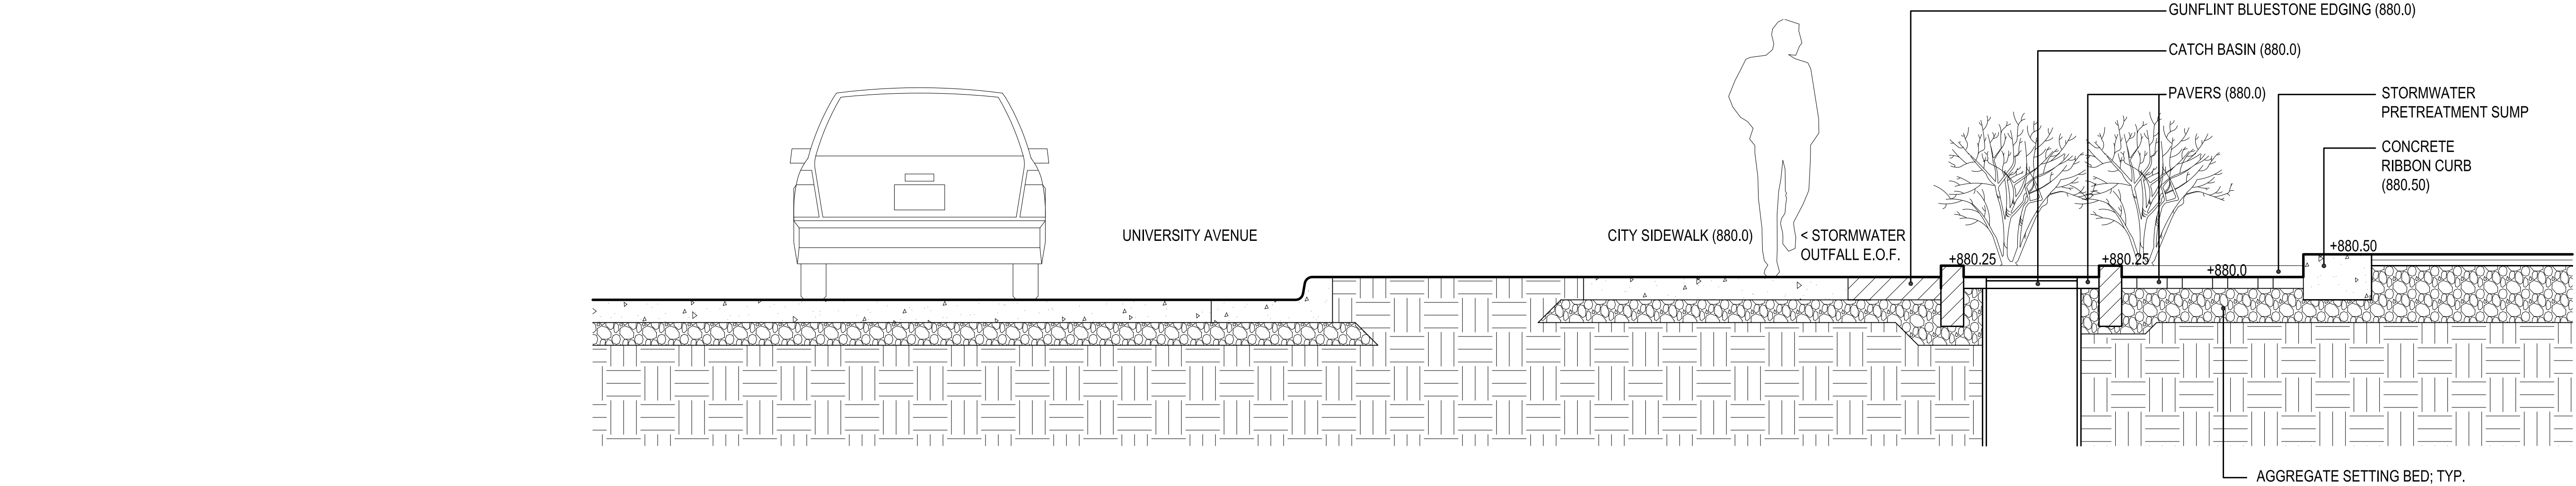 GUNFLINT BLUESTONE EDGING (880.0)
CATCH BASIN (880.0)
PAVERS (880.0)
STORMWATER
PRETREATMENT SUMP
CONCRETE
RIBBON CURB
(880.50)
UNIVERSITY AVENUE
CITY SIDEWALK (880.0)
< STORMWATER
OUTFALL E.O.F.
+880.25
+880.25
+880.0
+880.50
AGGREGATE SETTING BED; TYP.